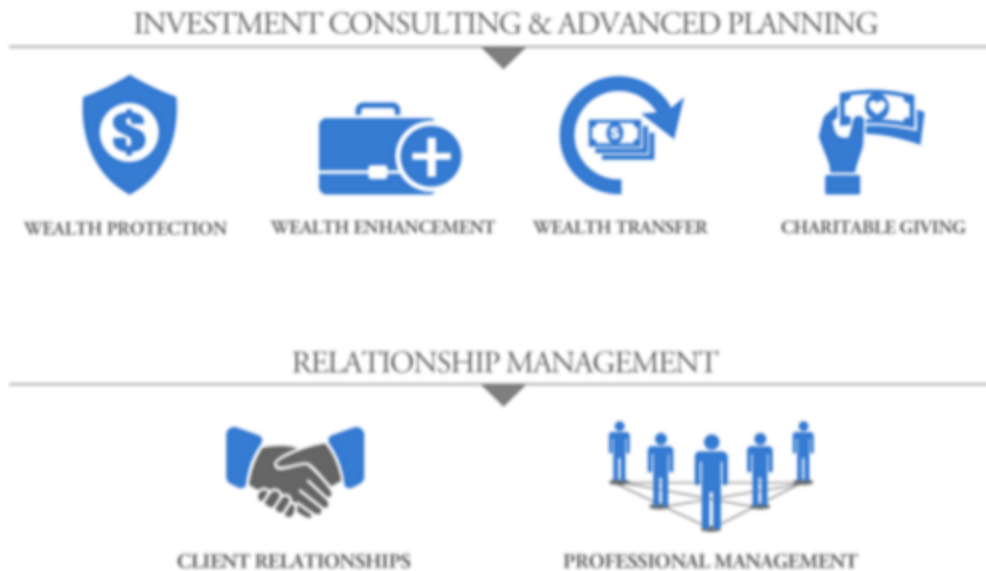 INVESTMENT CONSULTING & ADVANCED PLANNING
$
$
WEALTH PROTECTION
WEALTH ENHANCEMENT
WEALTH TRANSFER
CHARITABLE GIVING
RELATIONSHIP MANAGEMENT
CLIENT RELATIONSHIPS
PROFESSIONAL MANAGEMENT